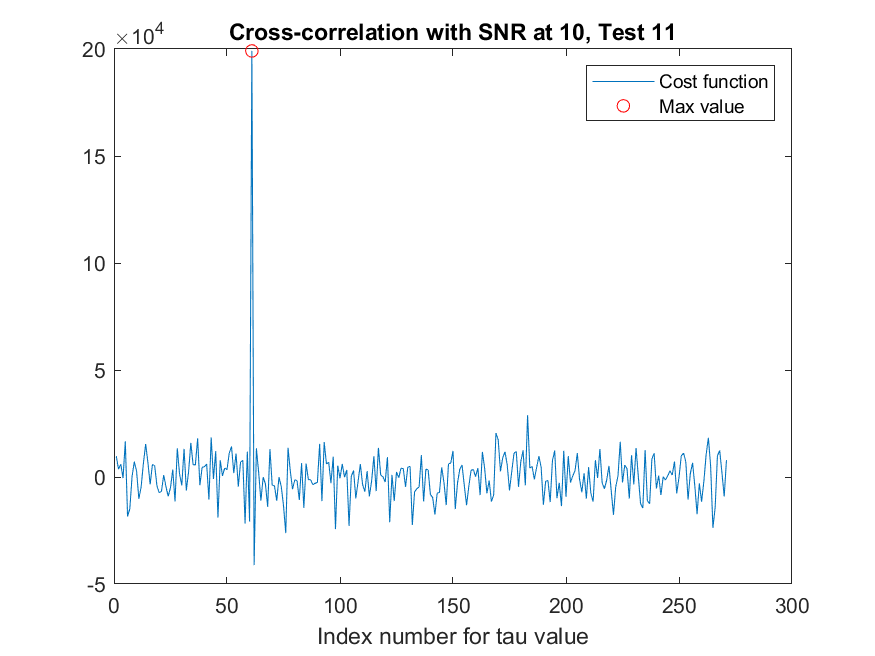 Cross-correlation with SNR at 10, Test 11
×10⁴
20
15
10
5
0
-5
0 50 100 150 200 250 300
Index number for tau value
Cost function
Max value